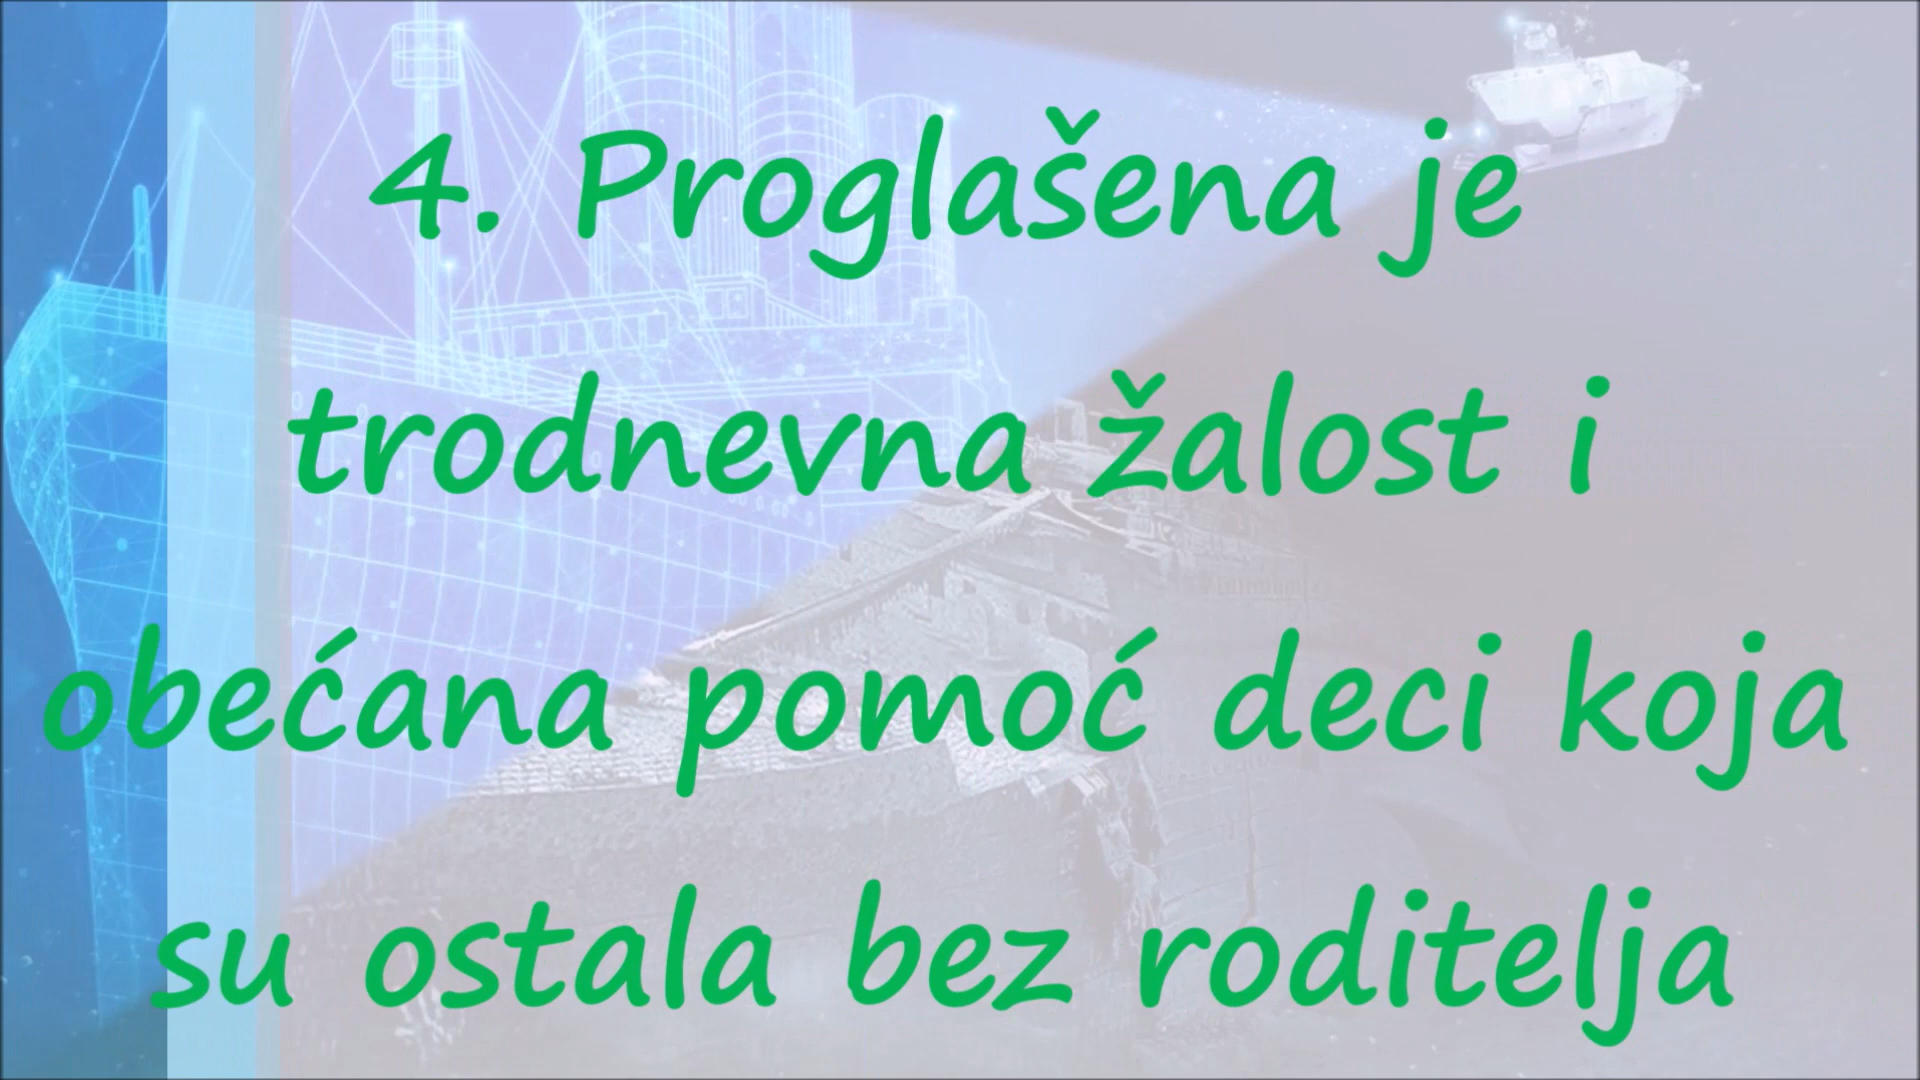 4. Proglašena je
trodnevna žalost i
obećana pomoć deci koja
su ostala bez roditelja